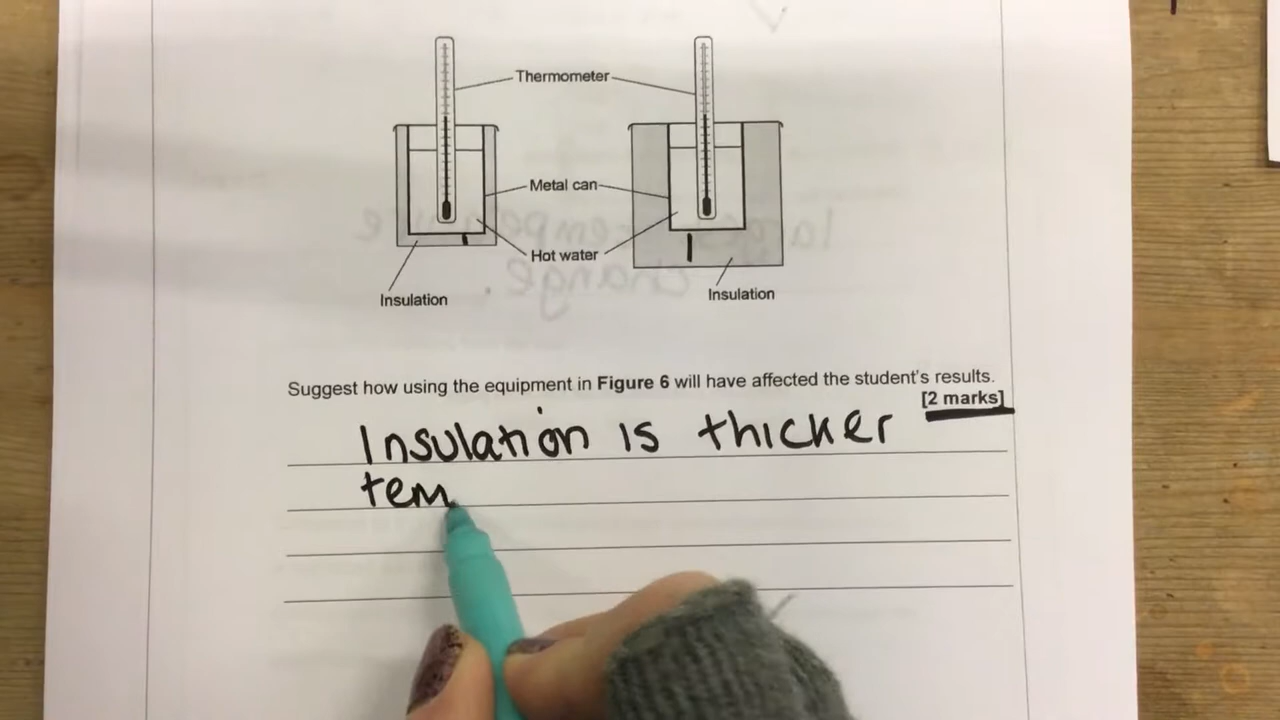 Thermometer
Metal can
Hot water
Insulation
Insulation
Suggest how using the equipment in Figure 6 will have affected the student's results.
[2 marks]
Insulation is thicker
tem